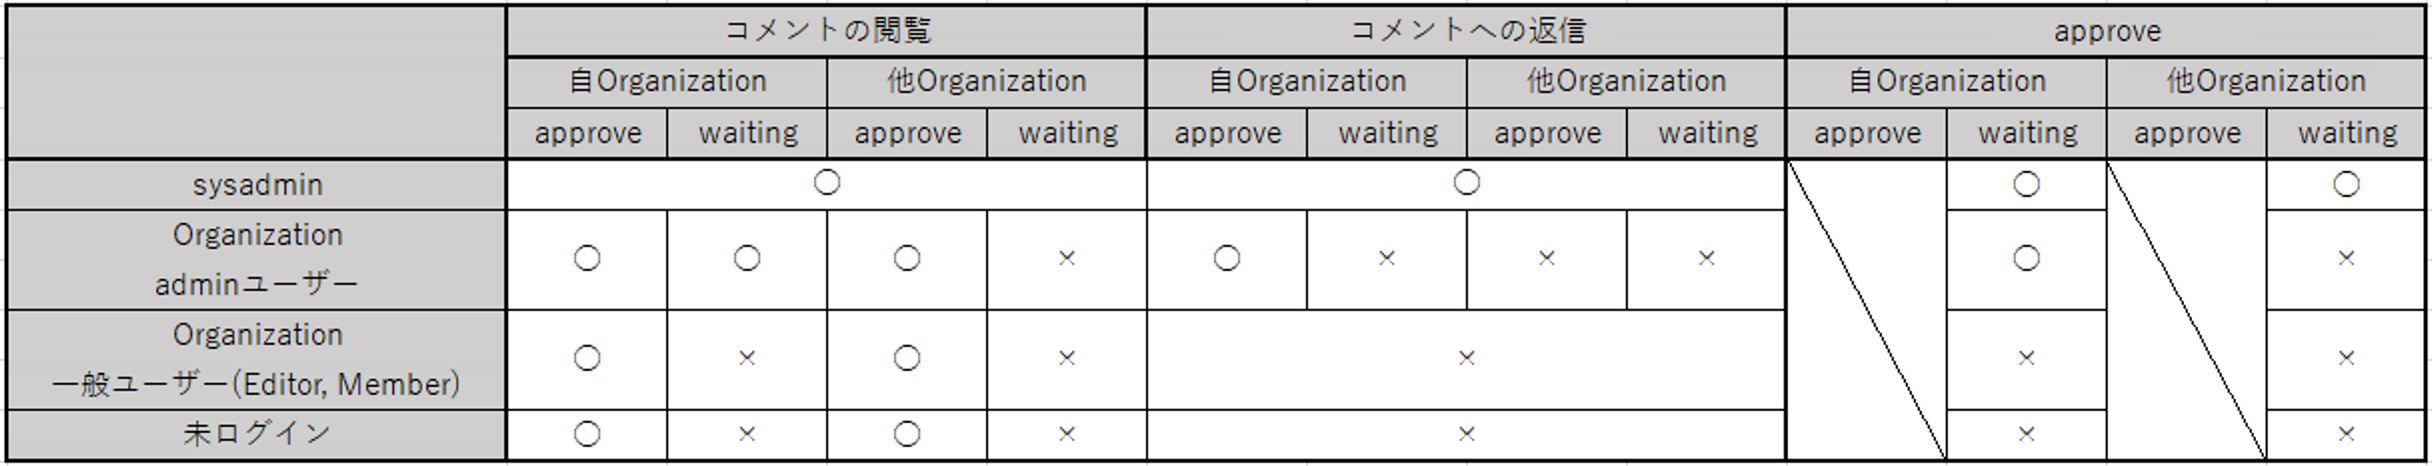 コメントの閲覧 コメントへの返信 approve
自Organization 他Organization 自Organization 他Organization 自Organization 他Organization
approve waiting approve waiting approve waiting approve waiting approve waiting approve waiting
sysadmin ○ ○ ○ ○
Organization
adminユーザー ○ ○ ○ × ○ × × × ○ ×
Organization
一般ユーザー(Editor, Member) ○ × ○ × × × ×
未ログイン ○ × ○ × × × ×